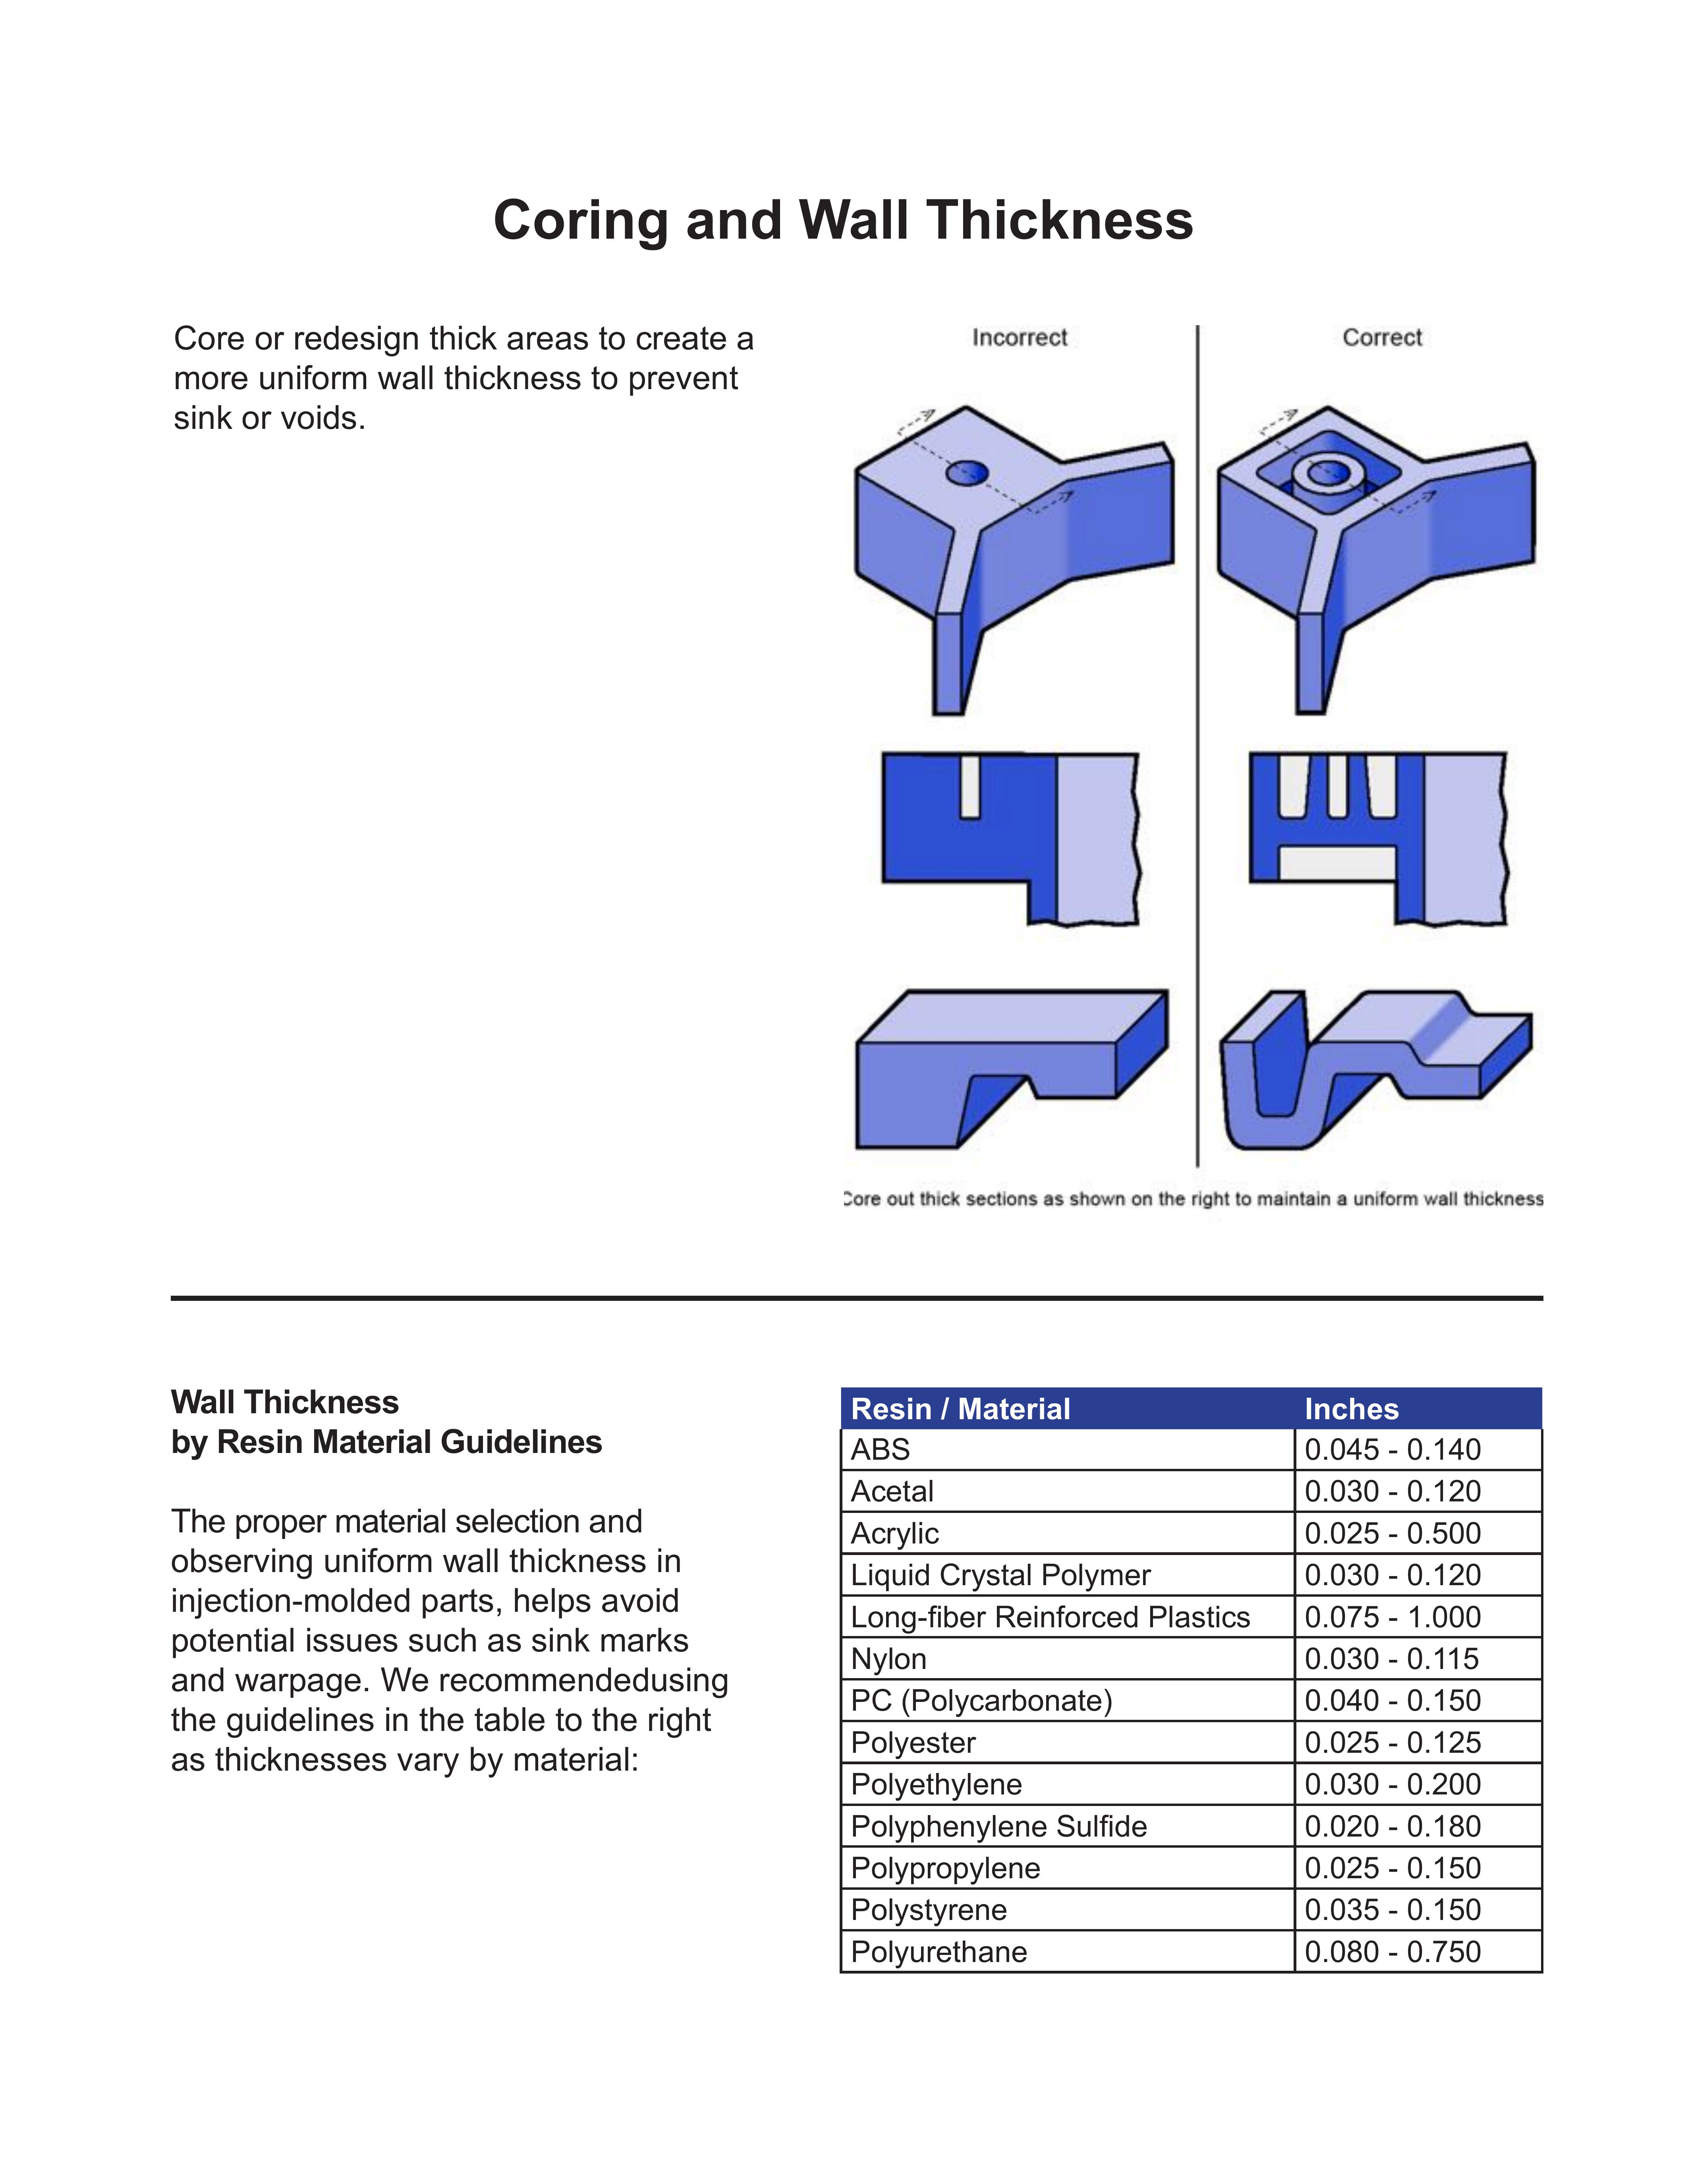 Coring and Wall Thickness
Core or redesign thick areas to create a
more uniform wall thickness to prevent
sink or voids.
Incorrect
Correct
Core out thick sections as shown on the right to maintain a uniform wall thickness
Wall Thickness
by Resin Material Guidelines
The proper material selection and
observing uniform wall thickness in
injection-molded parts, helps avoid
potential issues such as sink marks
and warpage. We recommendedusing
the guidelines in the table to the right
as thicknesses vary by material:
Resin / Material Inches
ABS 0.045 - 0.140
Acetal 0.030 - 0.120
Acrylic 0.025 - 0.500
Liquid Crystal Polymer 0.030 - 0.120
Long-fiber Reinforced Plastics 0.075 - 1.000
Nylon 0.030 - 0.115
PC (Polycarbonate) 0.040 - 0.150
Polyester 0.025 - 0.125
Polyethylene 0.030 - 0.200
Polyphenylene Sulfide 0.020 - 0.180
Polypropylene 0.025 - 0.150
Polystyrene 0.035 - 0.150
Polyurethane 0.080 - 0.750